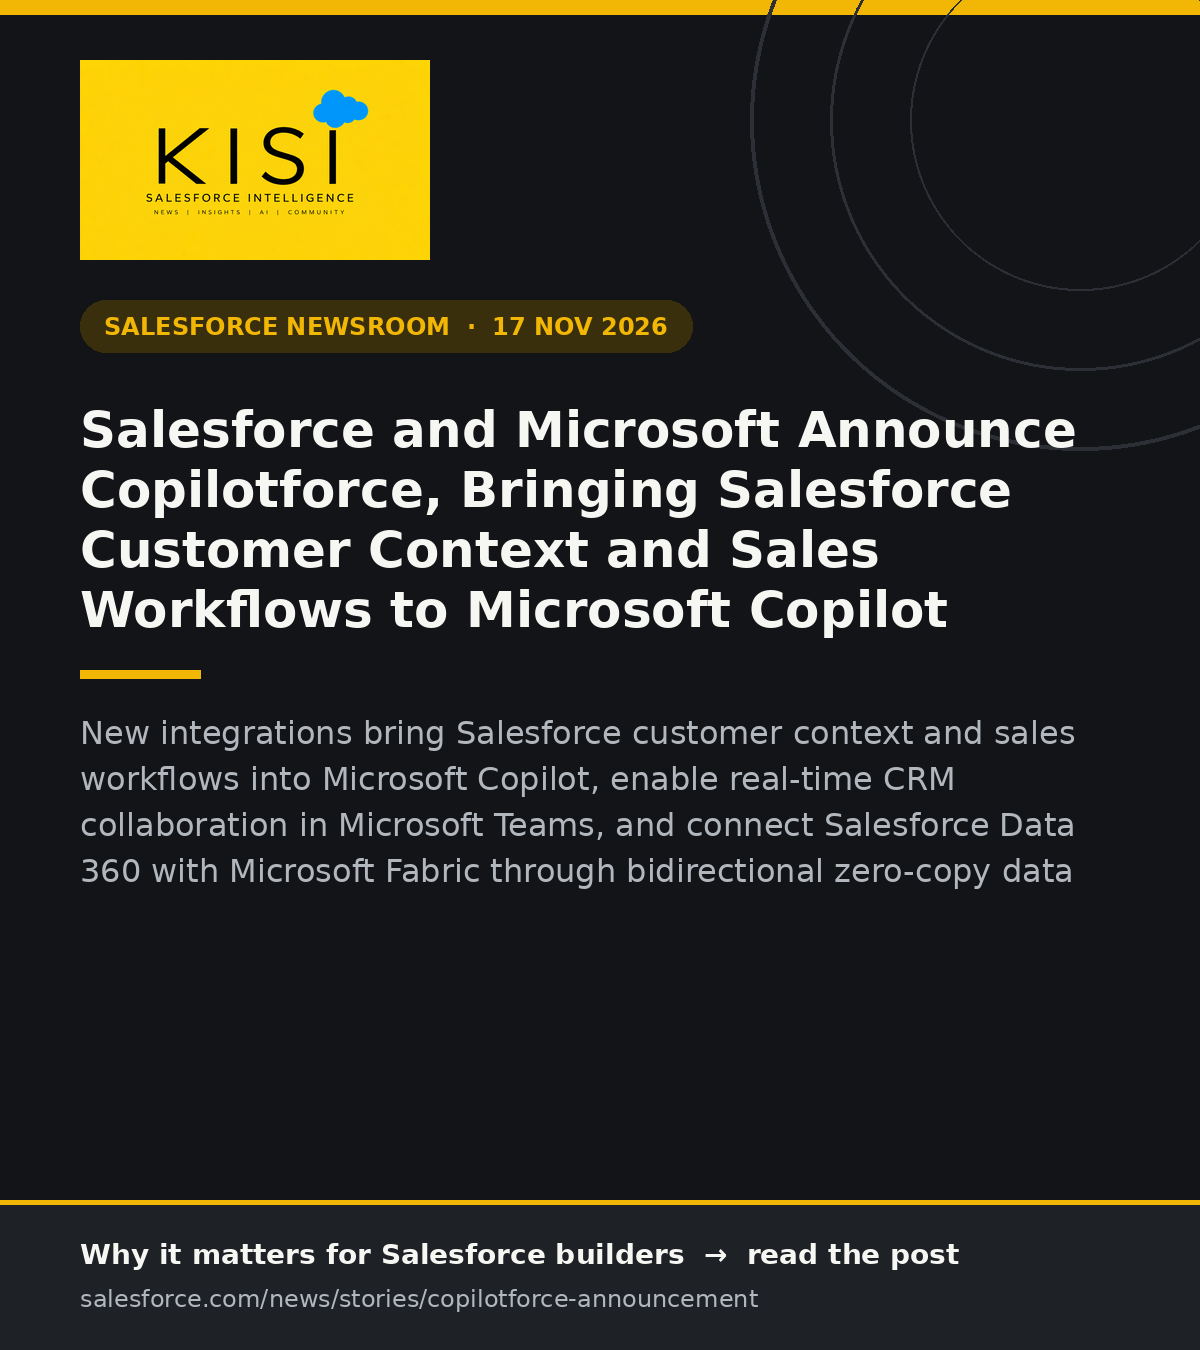 KISI
SALESFORCE INTELLIGENCE
NEWS | INSIGHTS | AI | COMMUNITY
SALESFORCE NEWSROOM · 17 NOV 2026
Salesforce and Microsoft Announce
Copilotforce, Bringing Salesforce
Customer Context and Sales
Workflows to Microsoft Copilot
New integrations bring Salesforce customer context and sales
workflows into Microsoft Copilot, enable real-time CRM
collaboration in Microsoft Teams, and connect Salesforce Data
360 with Microsoft Fabric through bidirectional zero-copy data
Why it matters for Salesforce builders → read the post
salesforce.com/news/stories/copilotforce-announcement